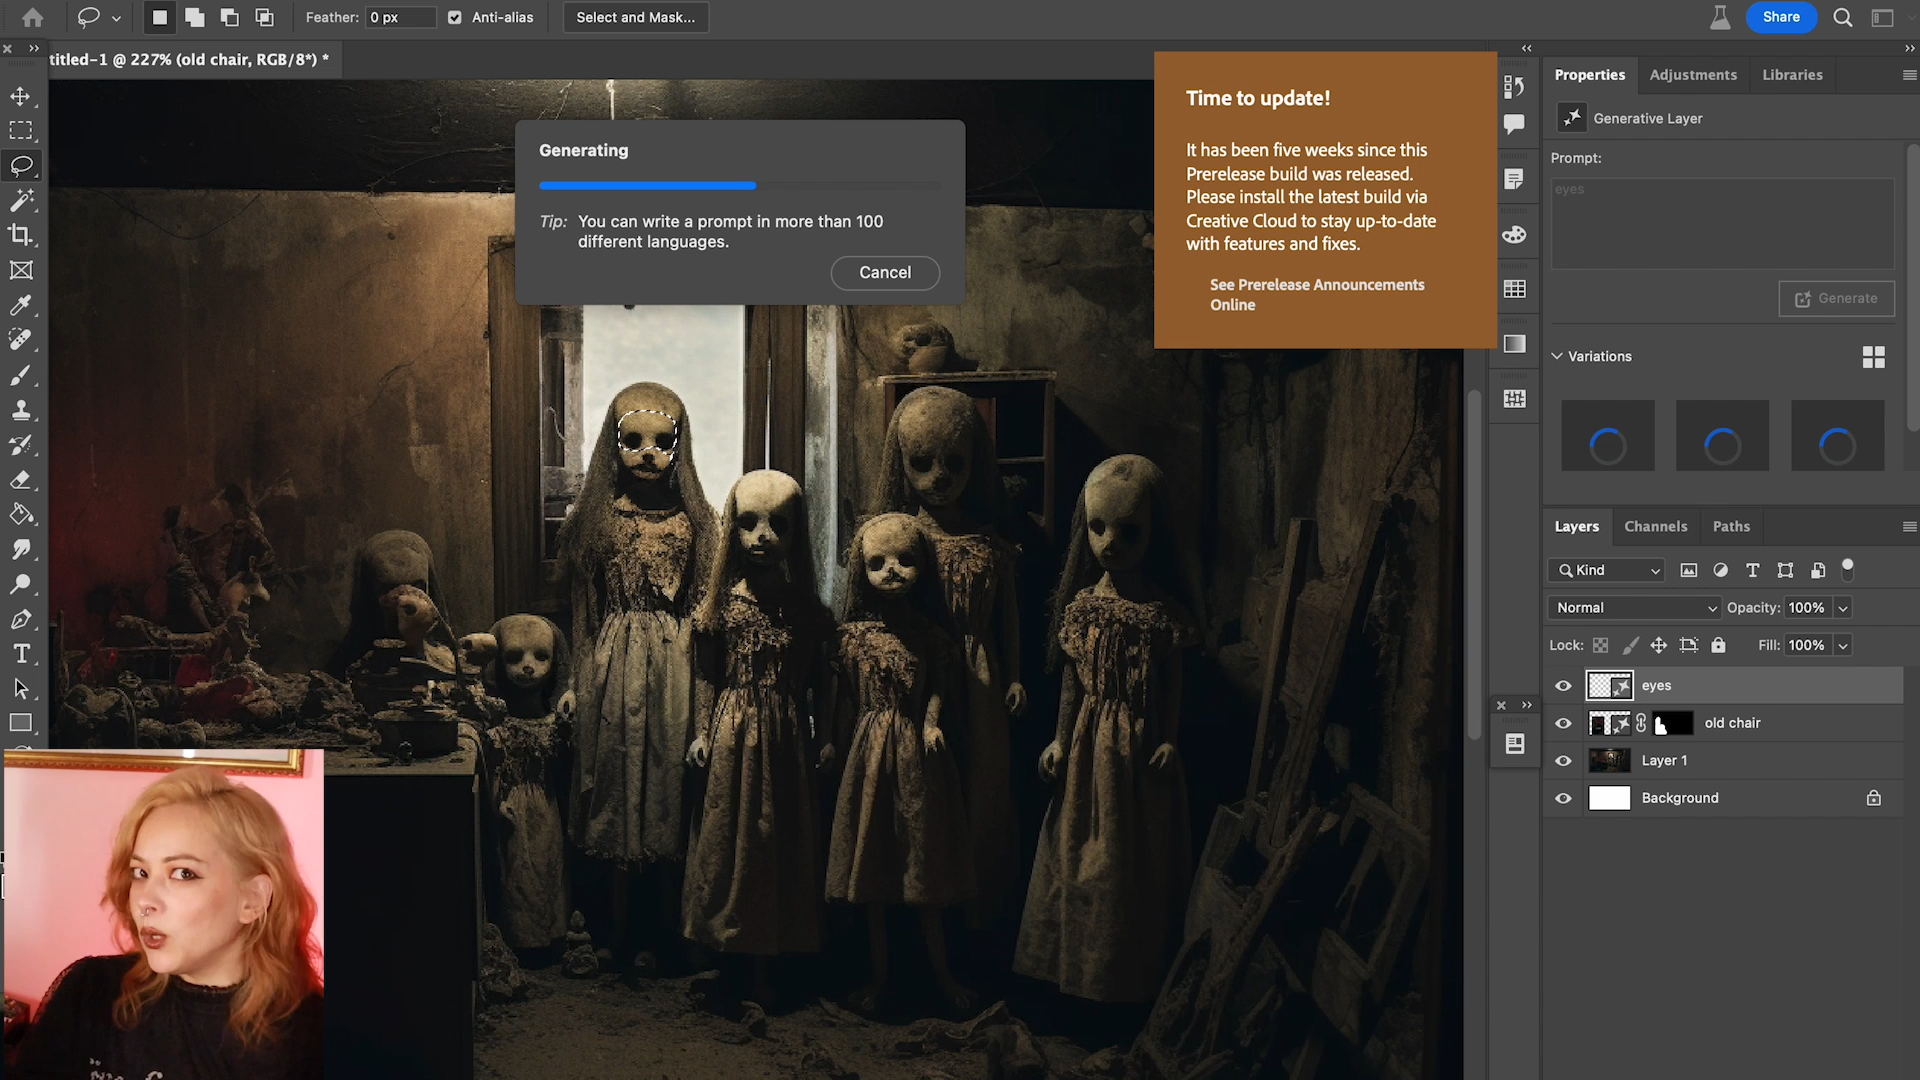 Feather: 0 px Anti-alias Select and Mask... Share
titled-1 @ 227% (old chair, RGB/8*) *
Generating
Tip: You can write a prompt in more than 100
different languages.
Cancel
Time to update!
It has been five weeks since this
Prerelease build was released.
Please install the latest build via
Creative Cloud to stay up-to-date
with features and fixes.
See Prerelease Announcements
Online
Properties Adjustments Libraries
Generative Layer
Prompt:
eyes
Generate
Variations
Layers Channels Paths
Kind
Normal Opacity: 100%
Lock: Fill: 100%
eyes
old chair
Layer 1
Background